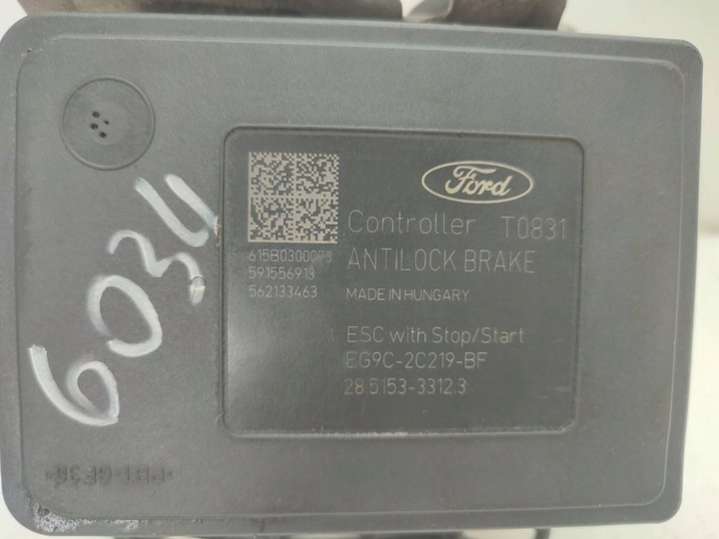 Ford
Controller T0831
ANTILOCK BRAKE
MADE IN HUNGARY
ESC with Stop/Start
EG9C-2C219-BF
28.5153-3312.3
591556913
562133463
6034